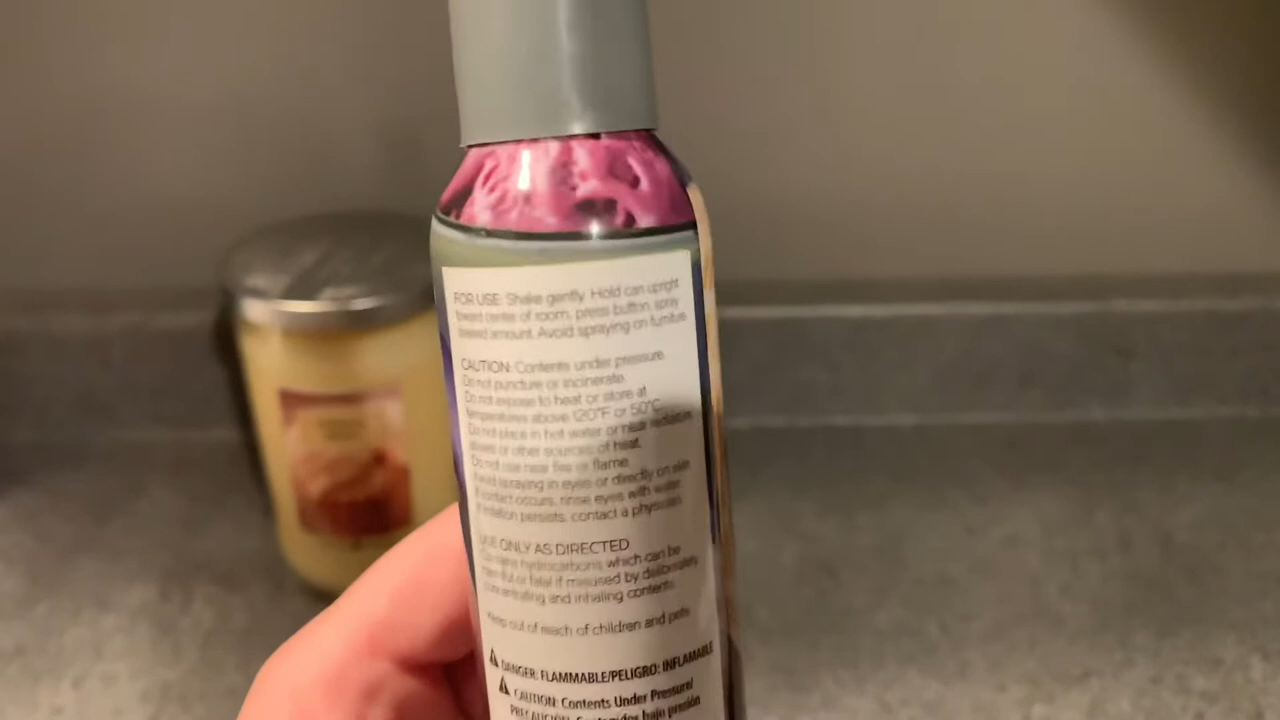 FOR USE: Shake gently. Hold can upright
toward center of room, press button, spray
desired amount. Avoid spraying on furniture.
CAUTION: Contents under pressure.
Do not puncture or incinerate.
Do not expose to heat or store at
temperatures above 120°F or 50°C.
Do not place in hot water or near radiators
stoves or other sources of heat.
Do not use near fire or flame.
Avoid spraying in eyes or directly on skin
If contact occurs, rinse eyes with water.
If irritation persists, contact a physician.
USE ONLY AS DIRECTED
Contains hydrocarbons which can be
harmful or fatal if misused by deliberately
concentrating and inhaling contents.
Keep out of reach of children and pets
DANGER: FLAMMABLE/PELIGRO: INFLAMABLE
CAUTION: Contents Under Pressure/
PRECAUCIÓN: Contenidos bajo presión